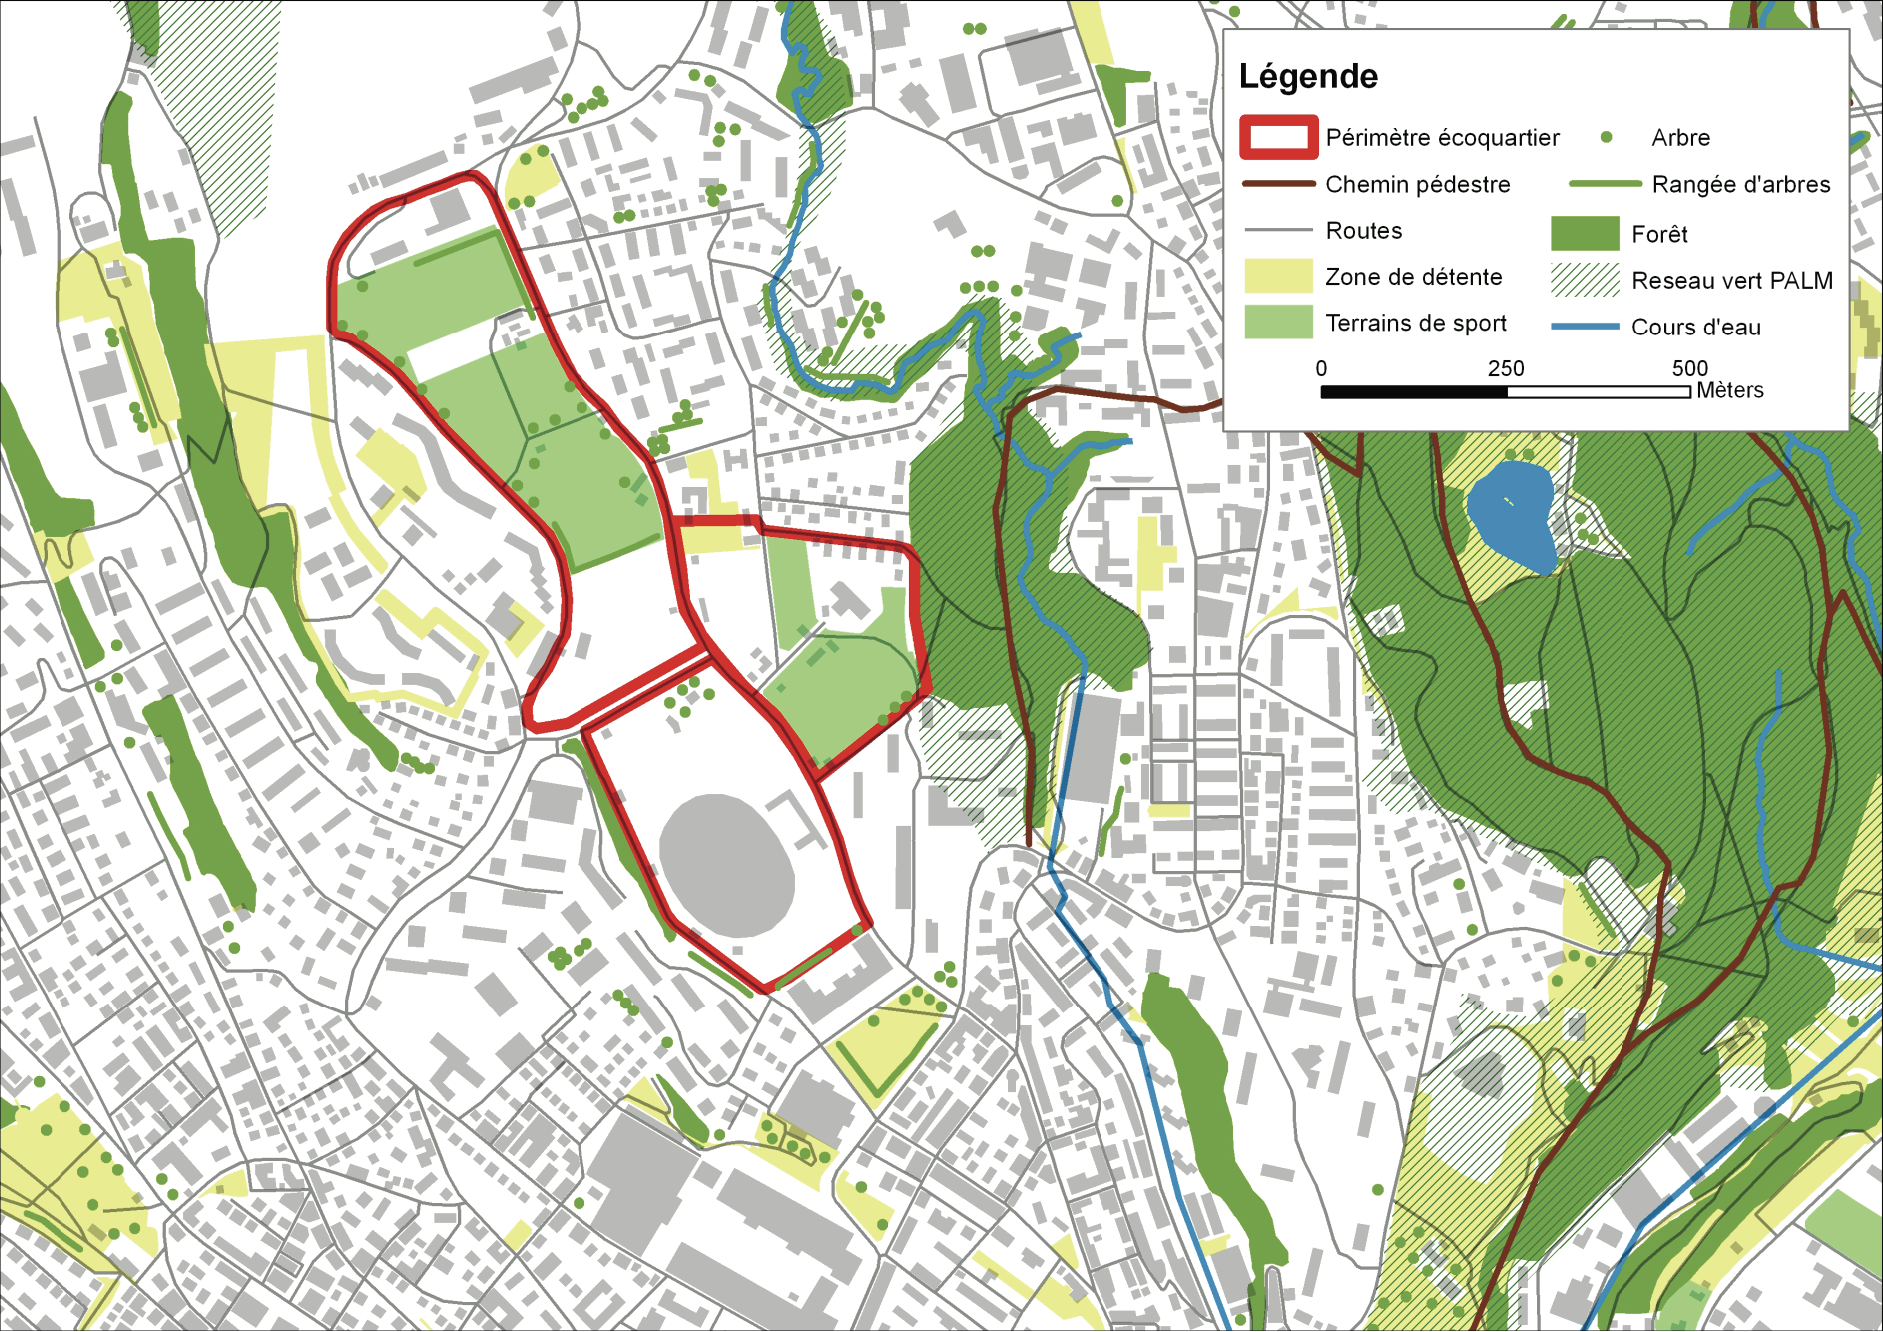 Légende
Périmètre écoquartier
Arbre
Chemin pédestre
Rangée d'arbres
Routes
Forêt
Zone de détente
Reseau vert PALM
Terrains de sport
Cours d'eau
0 250 500
Mèters